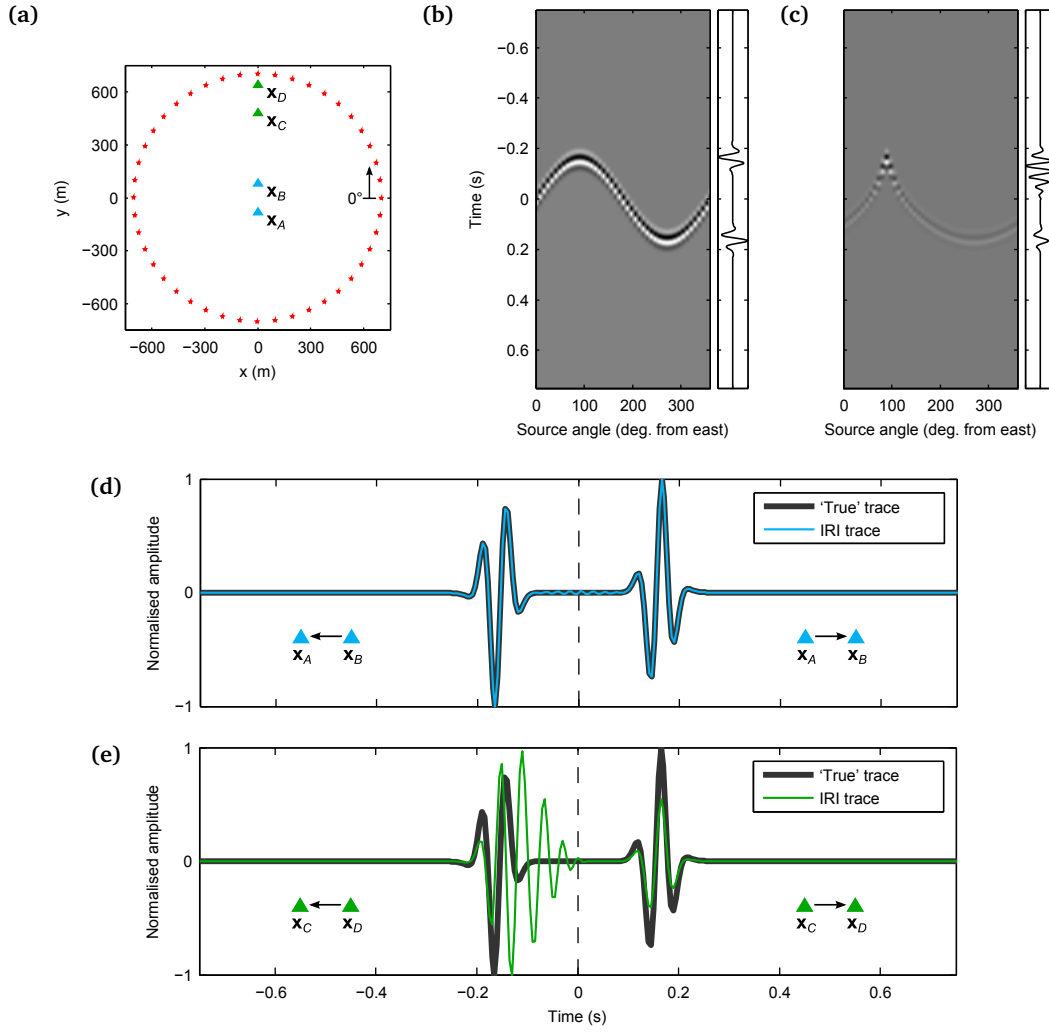 (a)
600
300
0
−300
−600
y (m)
−600 −300 0 300 600
x (m)
x_D
x_C
x_B
x_A
0°
(b)
−0.6
−0.4
−0.2
0
0.2
0.4
0.6
Time (s)
0 100 200 300
Source angle (deg. from east)
(c)
0 100 200 300
Source angle (deg. from east)
(d)
1
0
−1
Normalised amplitude
'True' trace
IRI trace
x_A x_B
x_A x_B
(e)
1
0
−1
Normalised amplitude
'True' trace
IRI trace
x_C x_D
x_C x_D
−0.6 −0.4 −0.2 0 0.2 0.4 0.6
Time (s)